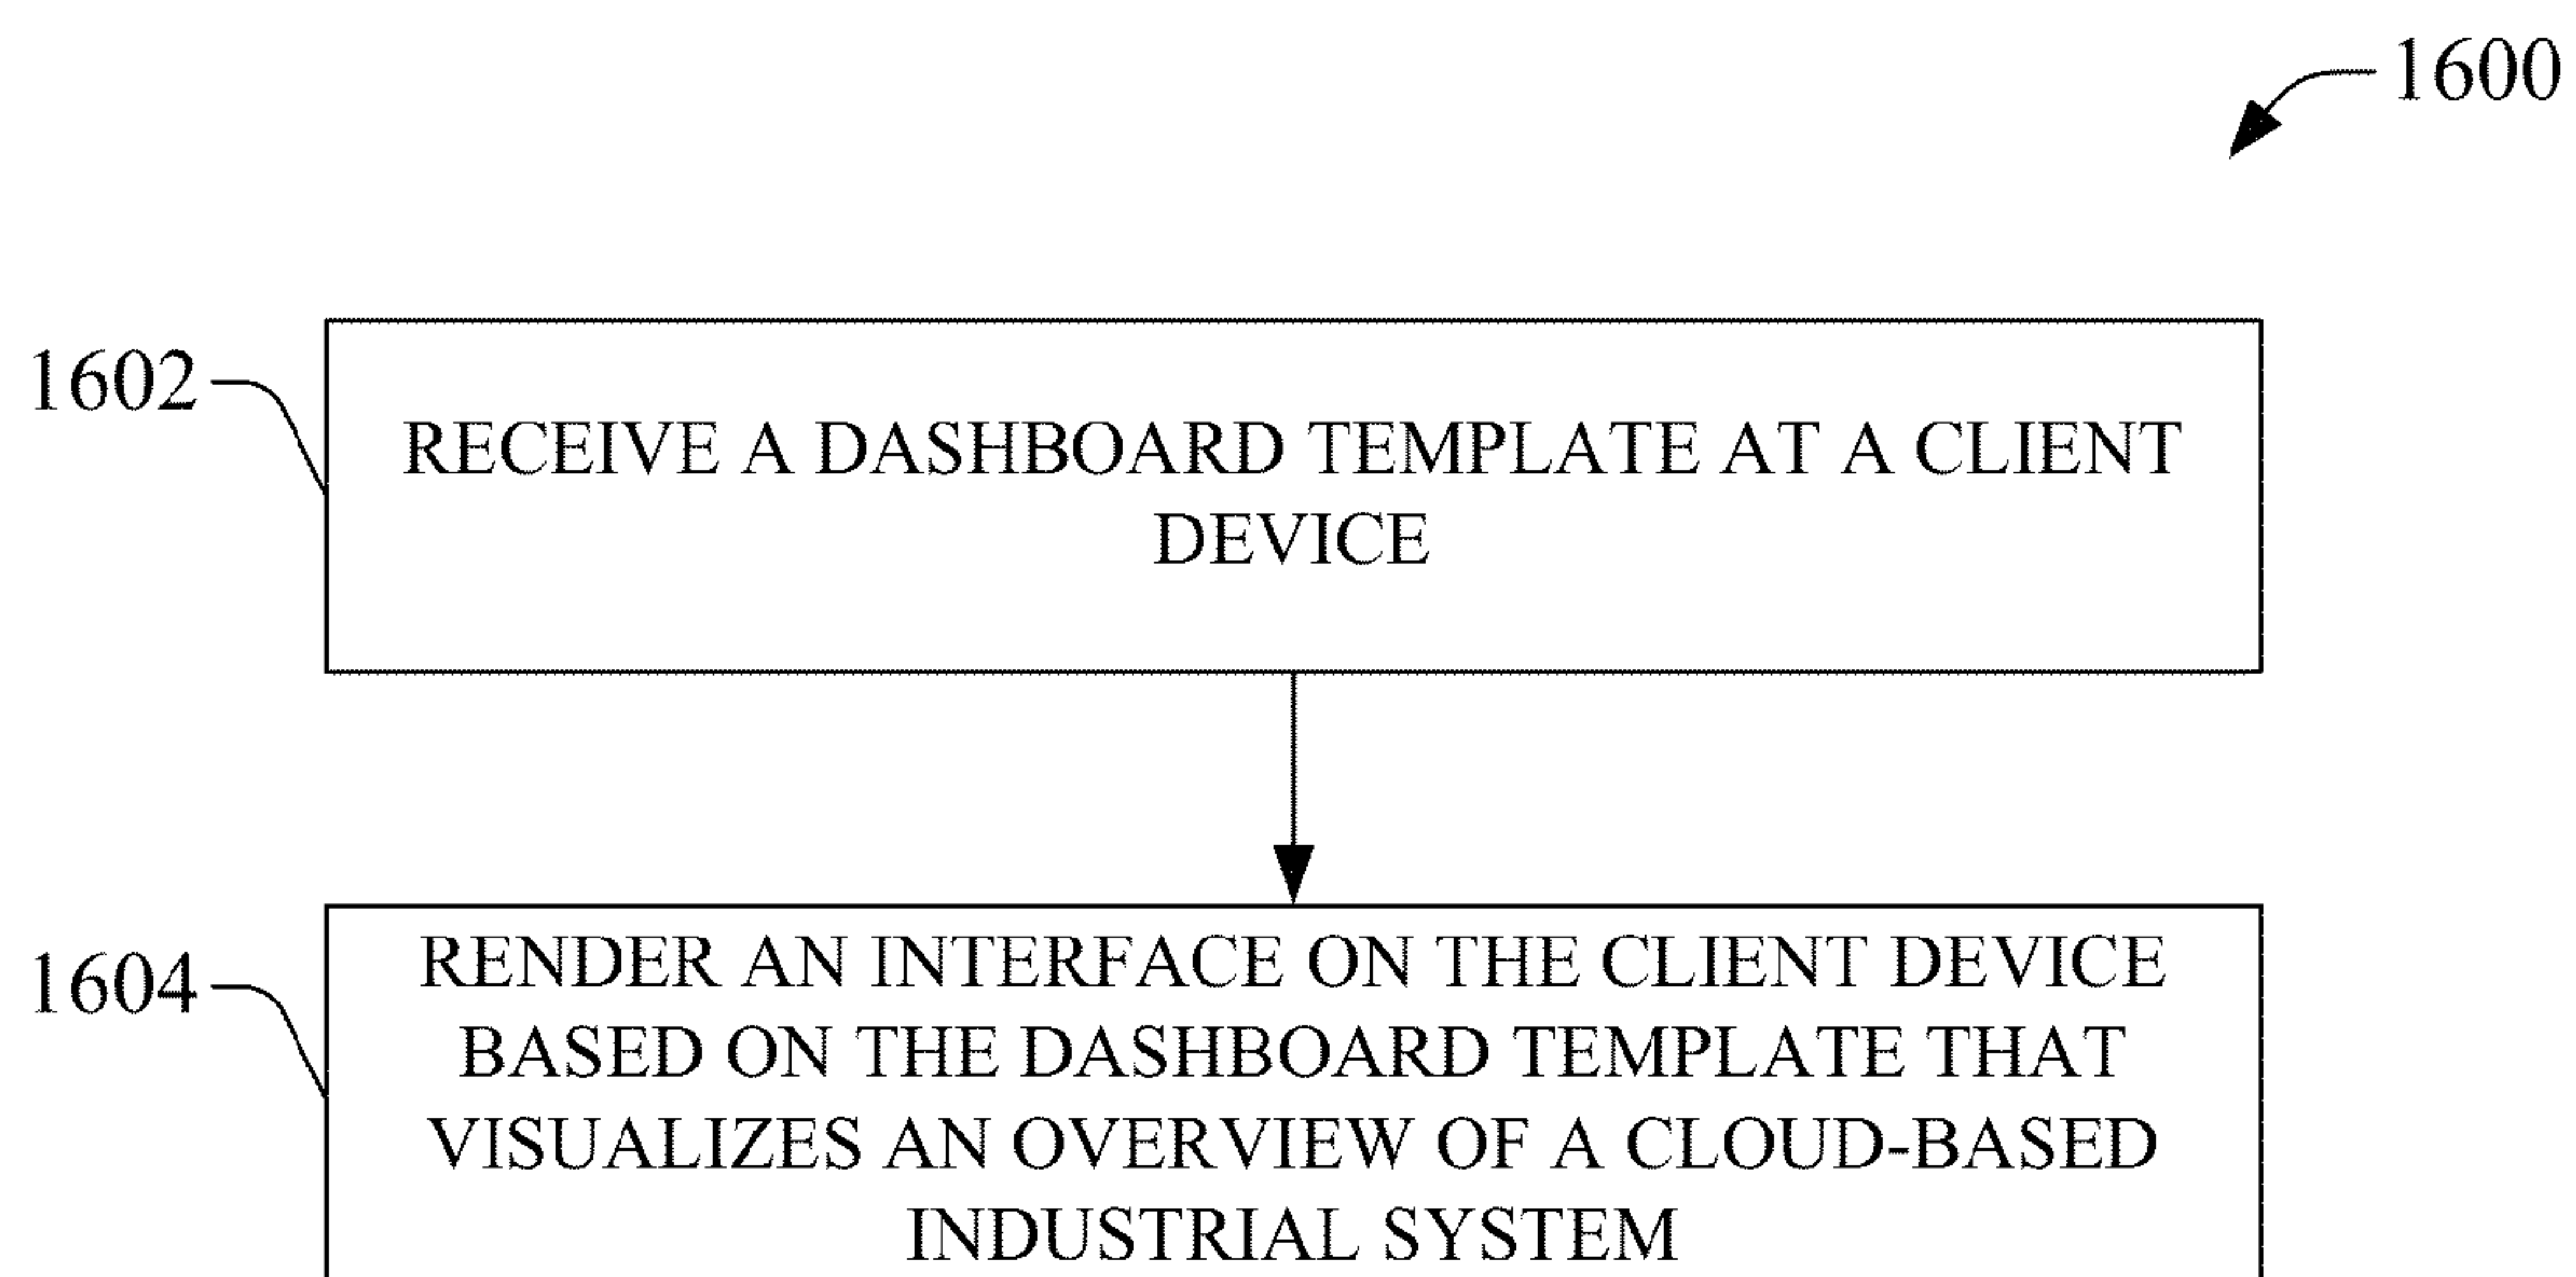 1600
1602
RECEIVE A DASHBOARD TEMPLATE AT A CLIENT
DEVICE
1604
RENDER AN INTERFACE ON THE CLIENT DEVICE
BASED ON THE DASHBOARD TEMPLATE THAT
VISUALIZES AN OVERVIEW OF A CLOUD-BASED
INDUSTRIAL SYSTEM